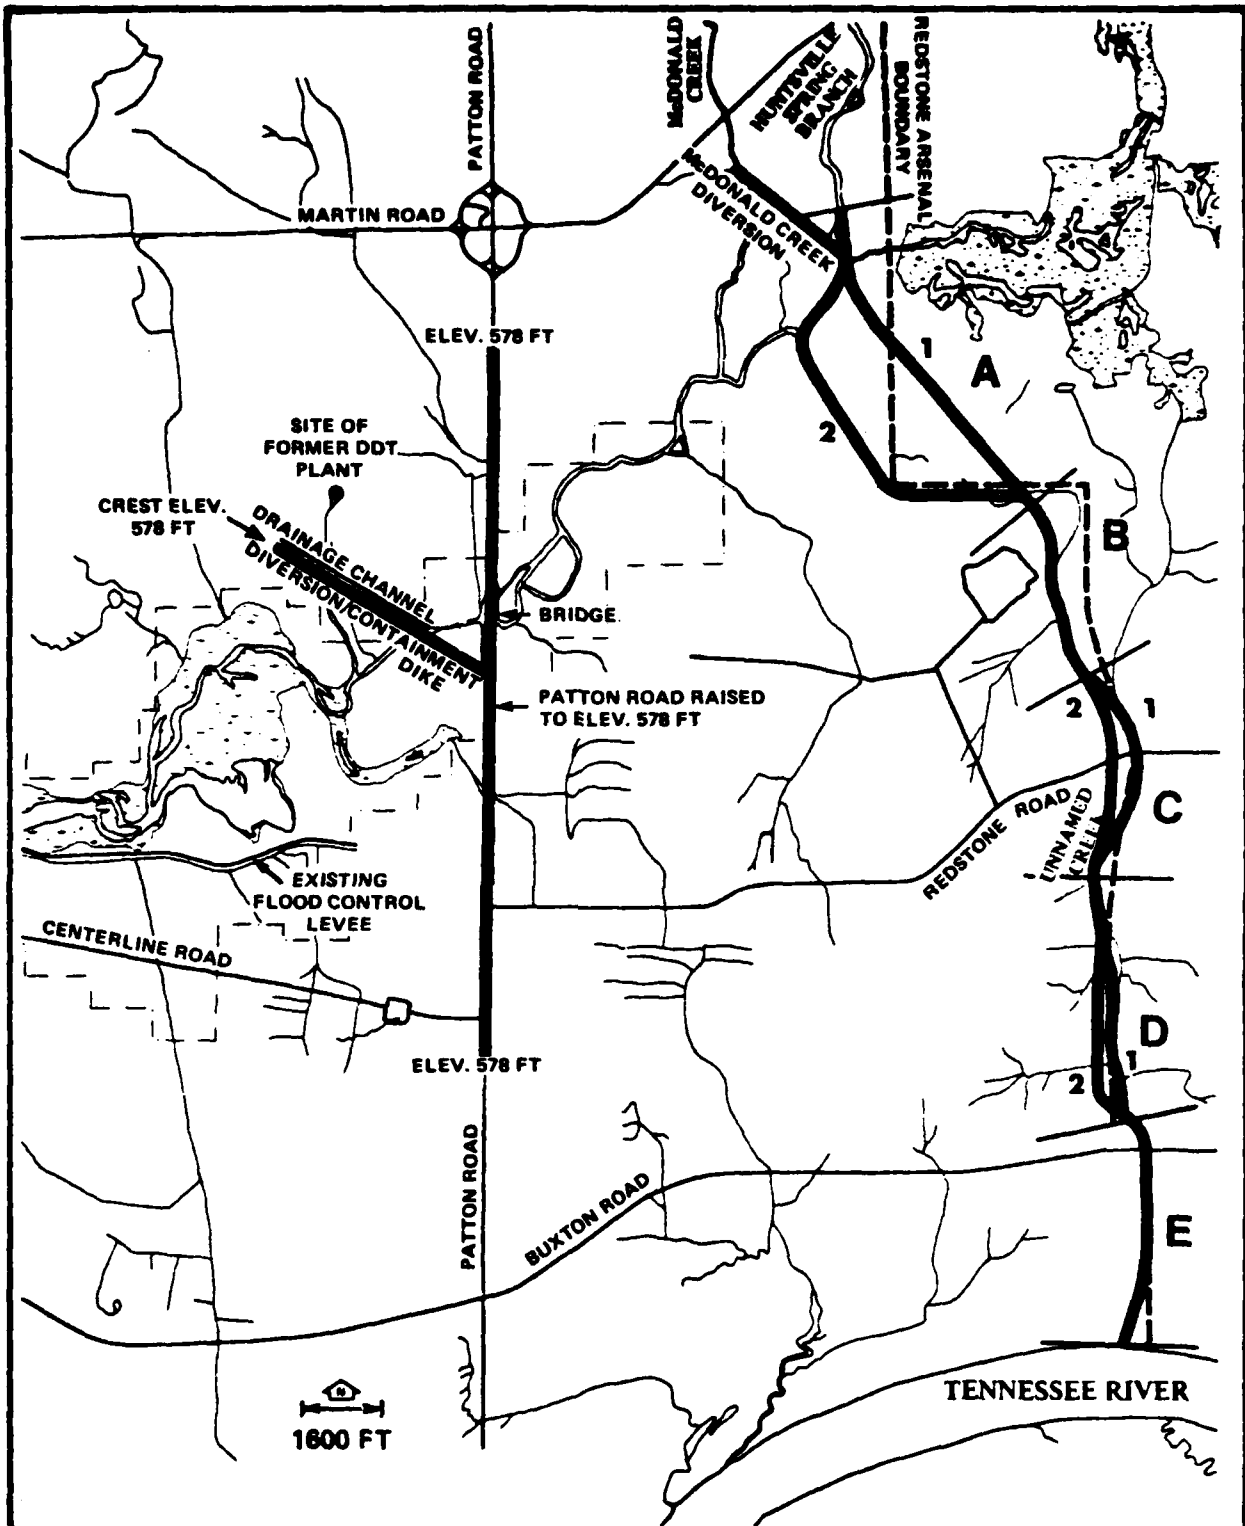 PATTON ROAD
McDONALD
CREEK
HUNTSVILLE
SPRING
BRANCH
REDSTONE ARSENAL
BOUNDARY
McDONALD CREEK
DIVERSION
MARTIN ROAD
ELEV. 578 FT
1
A
2
SITE OF
FORMER DDT
PLANT
CREST ELEV.
578 FT
DRAINAGE CHANNEL
DIVERSION/CONTAINMENT
DIKE
B
BRIDGE
PATTON ROAD RAISED
TO ELEV. 578 FT
2
1
C
REDSTONE ROAD
UNNAMED
CREEK
EXISTING
FLOOD CONTROL
LEVEE
CENTERLINE ROAD
D
1
2
ELEV. 578 FT
PATTON ROAD
BUXTON ROAD
E
TENNESSEE RIVER
N
1600 FT